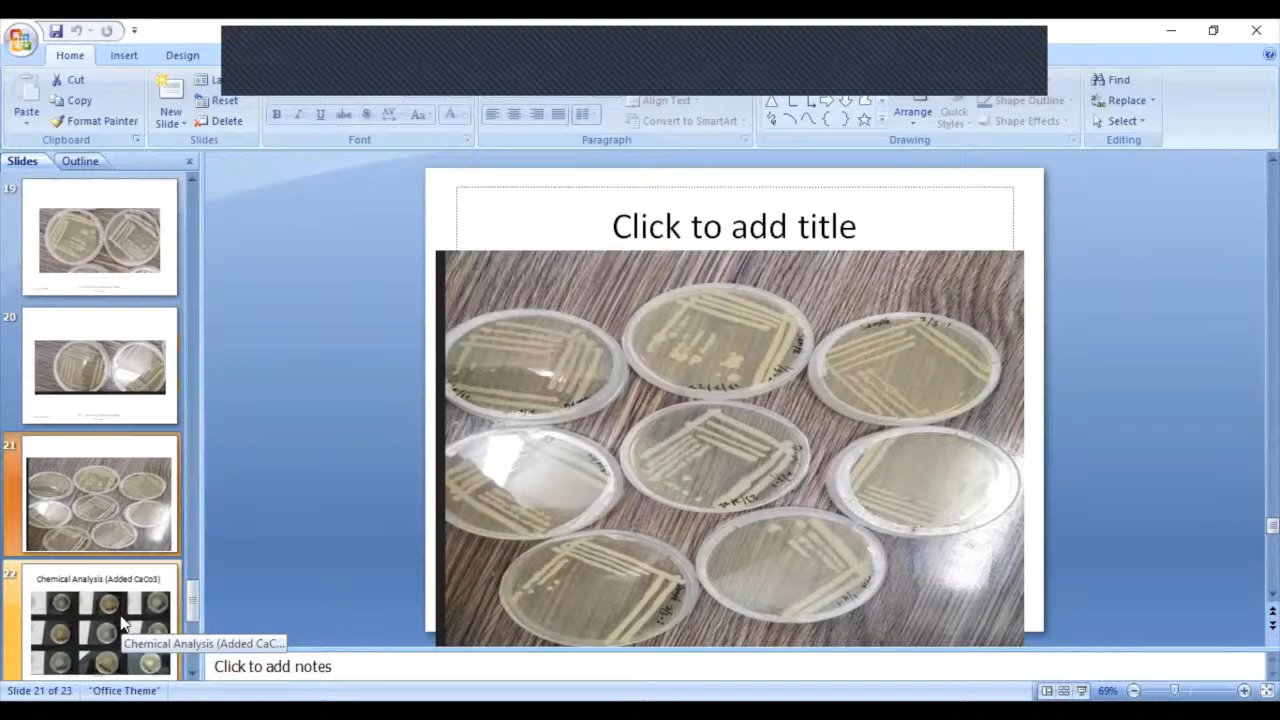 Home
Insert
Design
Paste
Cut
Copy
Format Painter
Clipboard
New
Slide
Reset
Delete
Slides
B I U abc S AV Aa A
Font
Align Text
Convert to SmartArt
Paragraph
Arrange
Quick
Styles
Shape Outline
Shape Effects
Drawing
Find
Replace
Select
Editing
Slides
Outline
19
20
21
22
Chemical Analysis (Added CaCo3)
Chemical Analysis (Added CaC...
Click to add title
Click to add notes
Slide 21 of 23
"Office Theme"
69%